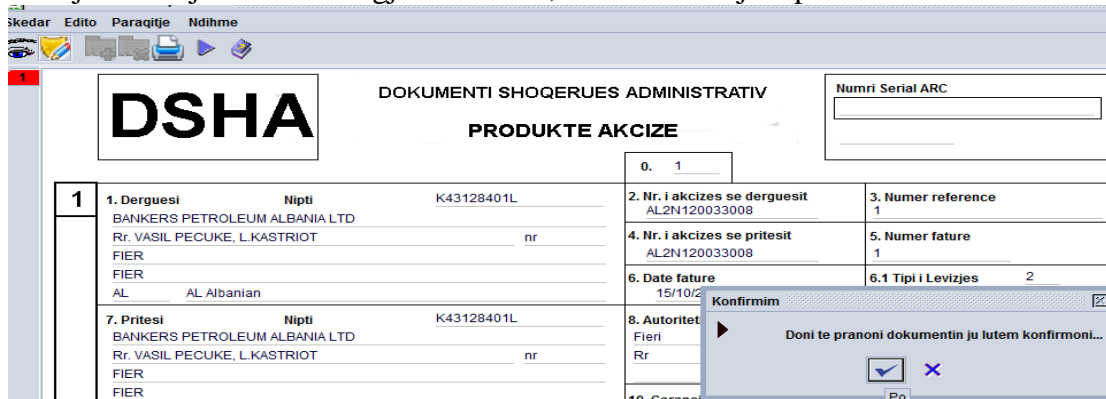 Skedar Edito Paraqitje Ndihme
1
DSHA
DOKUMENTI SHOQERUES ADMINISTRATIV
PRODUKTE AKCIZE
Numri Serial ARC
0. 1
1
1. Derguesi Nipti K43128401L
BANKERS PETROLEUM ALBANIA LTD
Rr. VASIL PECUKE, L.KASTRIOT nr
FIER
FIER
AL AL Albanian
2. Nr. i akcizes se derguesit
AL2N120033008
3. Numer reference
1
4. Nr. i akcizes se pritesit
AL2N120033008
5. Numer fature
1
6. Date fature
15/10/2
6.1 Tipi i Levizjes 2
7. Pritesi Nipti K43128401L
BANKERS PETROLEUM ALBANIA LTD
Rr. VASIL PECUKE, L.KASTRIOT nr
FIER
FIER
8. Autoritet
Fieri
Rr
Konfirmim
Doni te pranoni dokumentin ju lutem konfirmoni...
Po